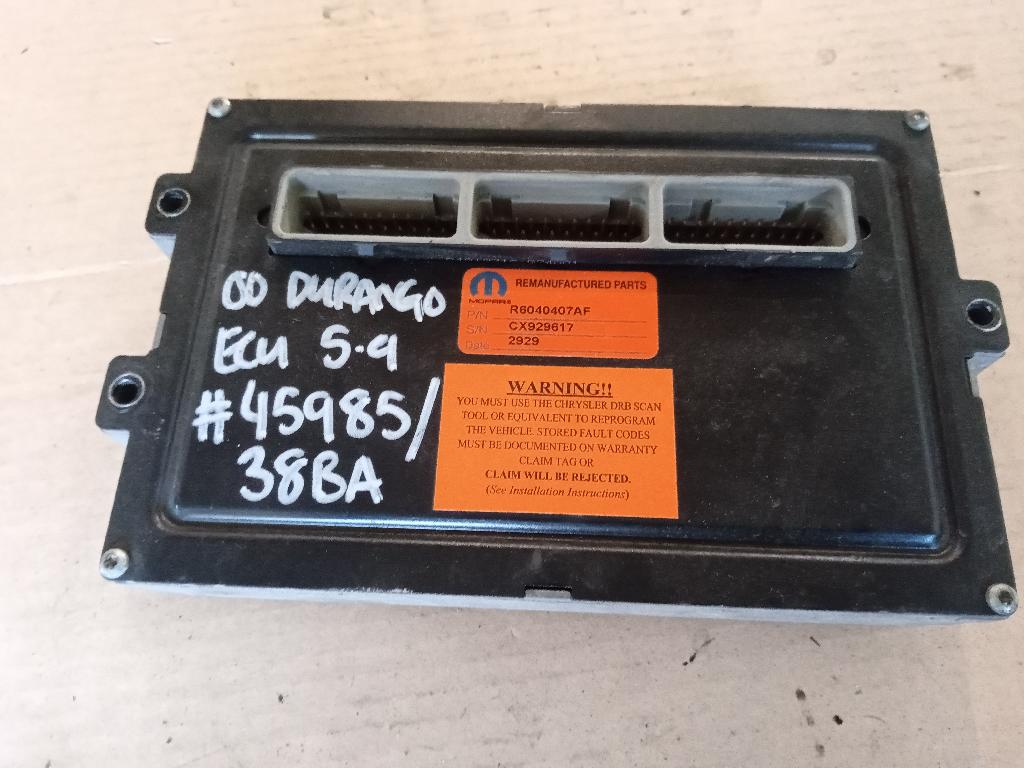 00 DURANGO
ECU 5.9
#45985/
38BA
REMANUFACTURED PARTS
MOPAR®
P/N R6040407AF
S/N CX929617
Date 2929
WARNING!!
YOU MUST USE THE CHRYSLER DRB SCAN
TOOL OR EQUIVALENT TO REPROGRAM
THE VEHICLE. STORED FAULT CODES
MUST BE DOCUMENTED ON WARRANTY
CLAIM TAG OR
CLAIM WILL BE REJECTED.
(See Installation Instructions)